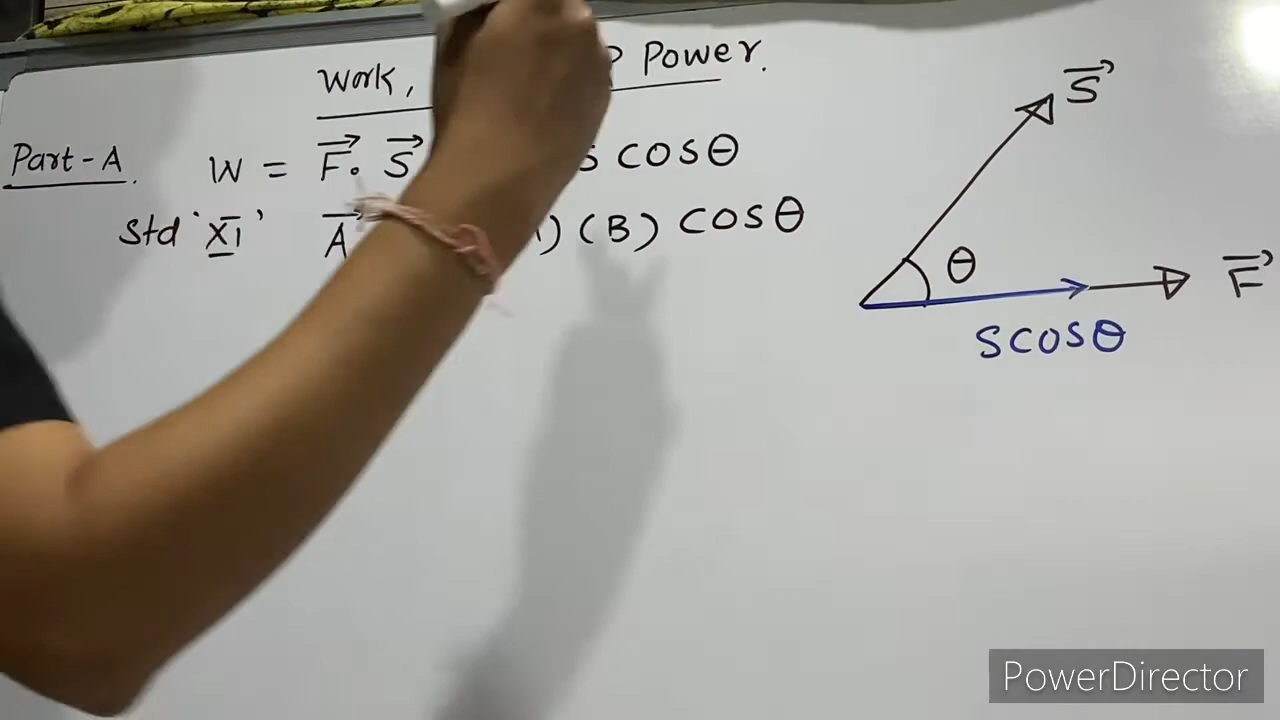 Work, Power.
Part-A. W = F⃗. S⃗ S cosθ
Std 'XI' A⃗ ) (B) cosθ
S⃗
θ
F⃗
S cosθ
PowerDirector